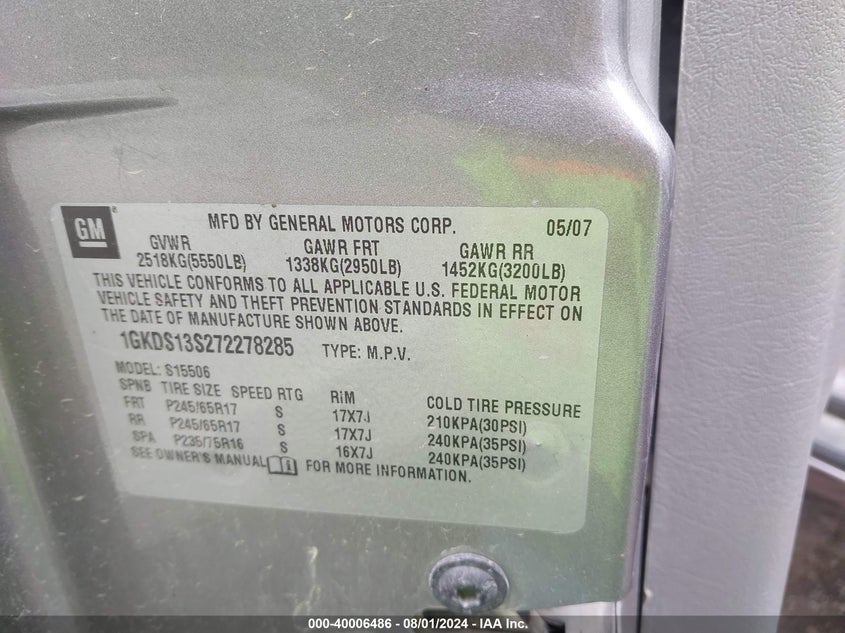 GM ® MFD BY GENERAL MOTORS CORP. 05/07
GVWR GAWR FRT GAWR RR
2518KG(5550LB) 1338KG(2950LB) 1452KG(3200LB)
THIS VEHICLE CONFORMS TO ALL APPLICABLE U.S. FEDERAL MOTOR
VEHICLE SAFETY AND THEFT PREVENTION STANDARDS IN EFFECT ON
THE DATE OF MANUFACTURE SHOWN ABOVE.
1GKDS13S272278285 TYPE: M.P.V.
MODEL: S15506
SPNB TIRE SIZE SPEED RTG RIM COLD TIRE PRESSURE
FRT P245/65R17 S 17X7J 210KPA(30PSI)
RR P245/65R17 S 17X7J 240KPA(35PSI)
SPA P235/75R16 S 16X7J 240KPA(35PSI)
SEE OWNER'S MANUAL FOR MORE INFORMATION.
000-40006486 - 08/01/2024 - IAA Inc.